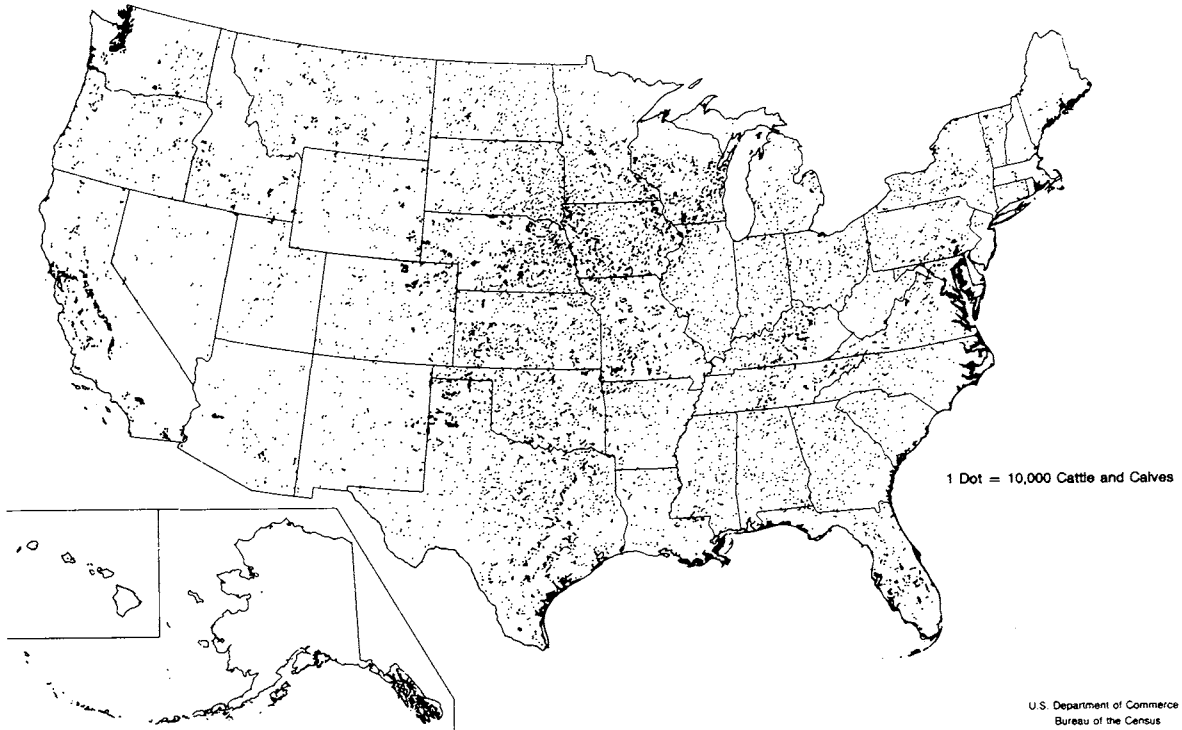 1 Dot = 10,000 Cattle and Calves
U.S. Department of Commerce
Bureau of the Census